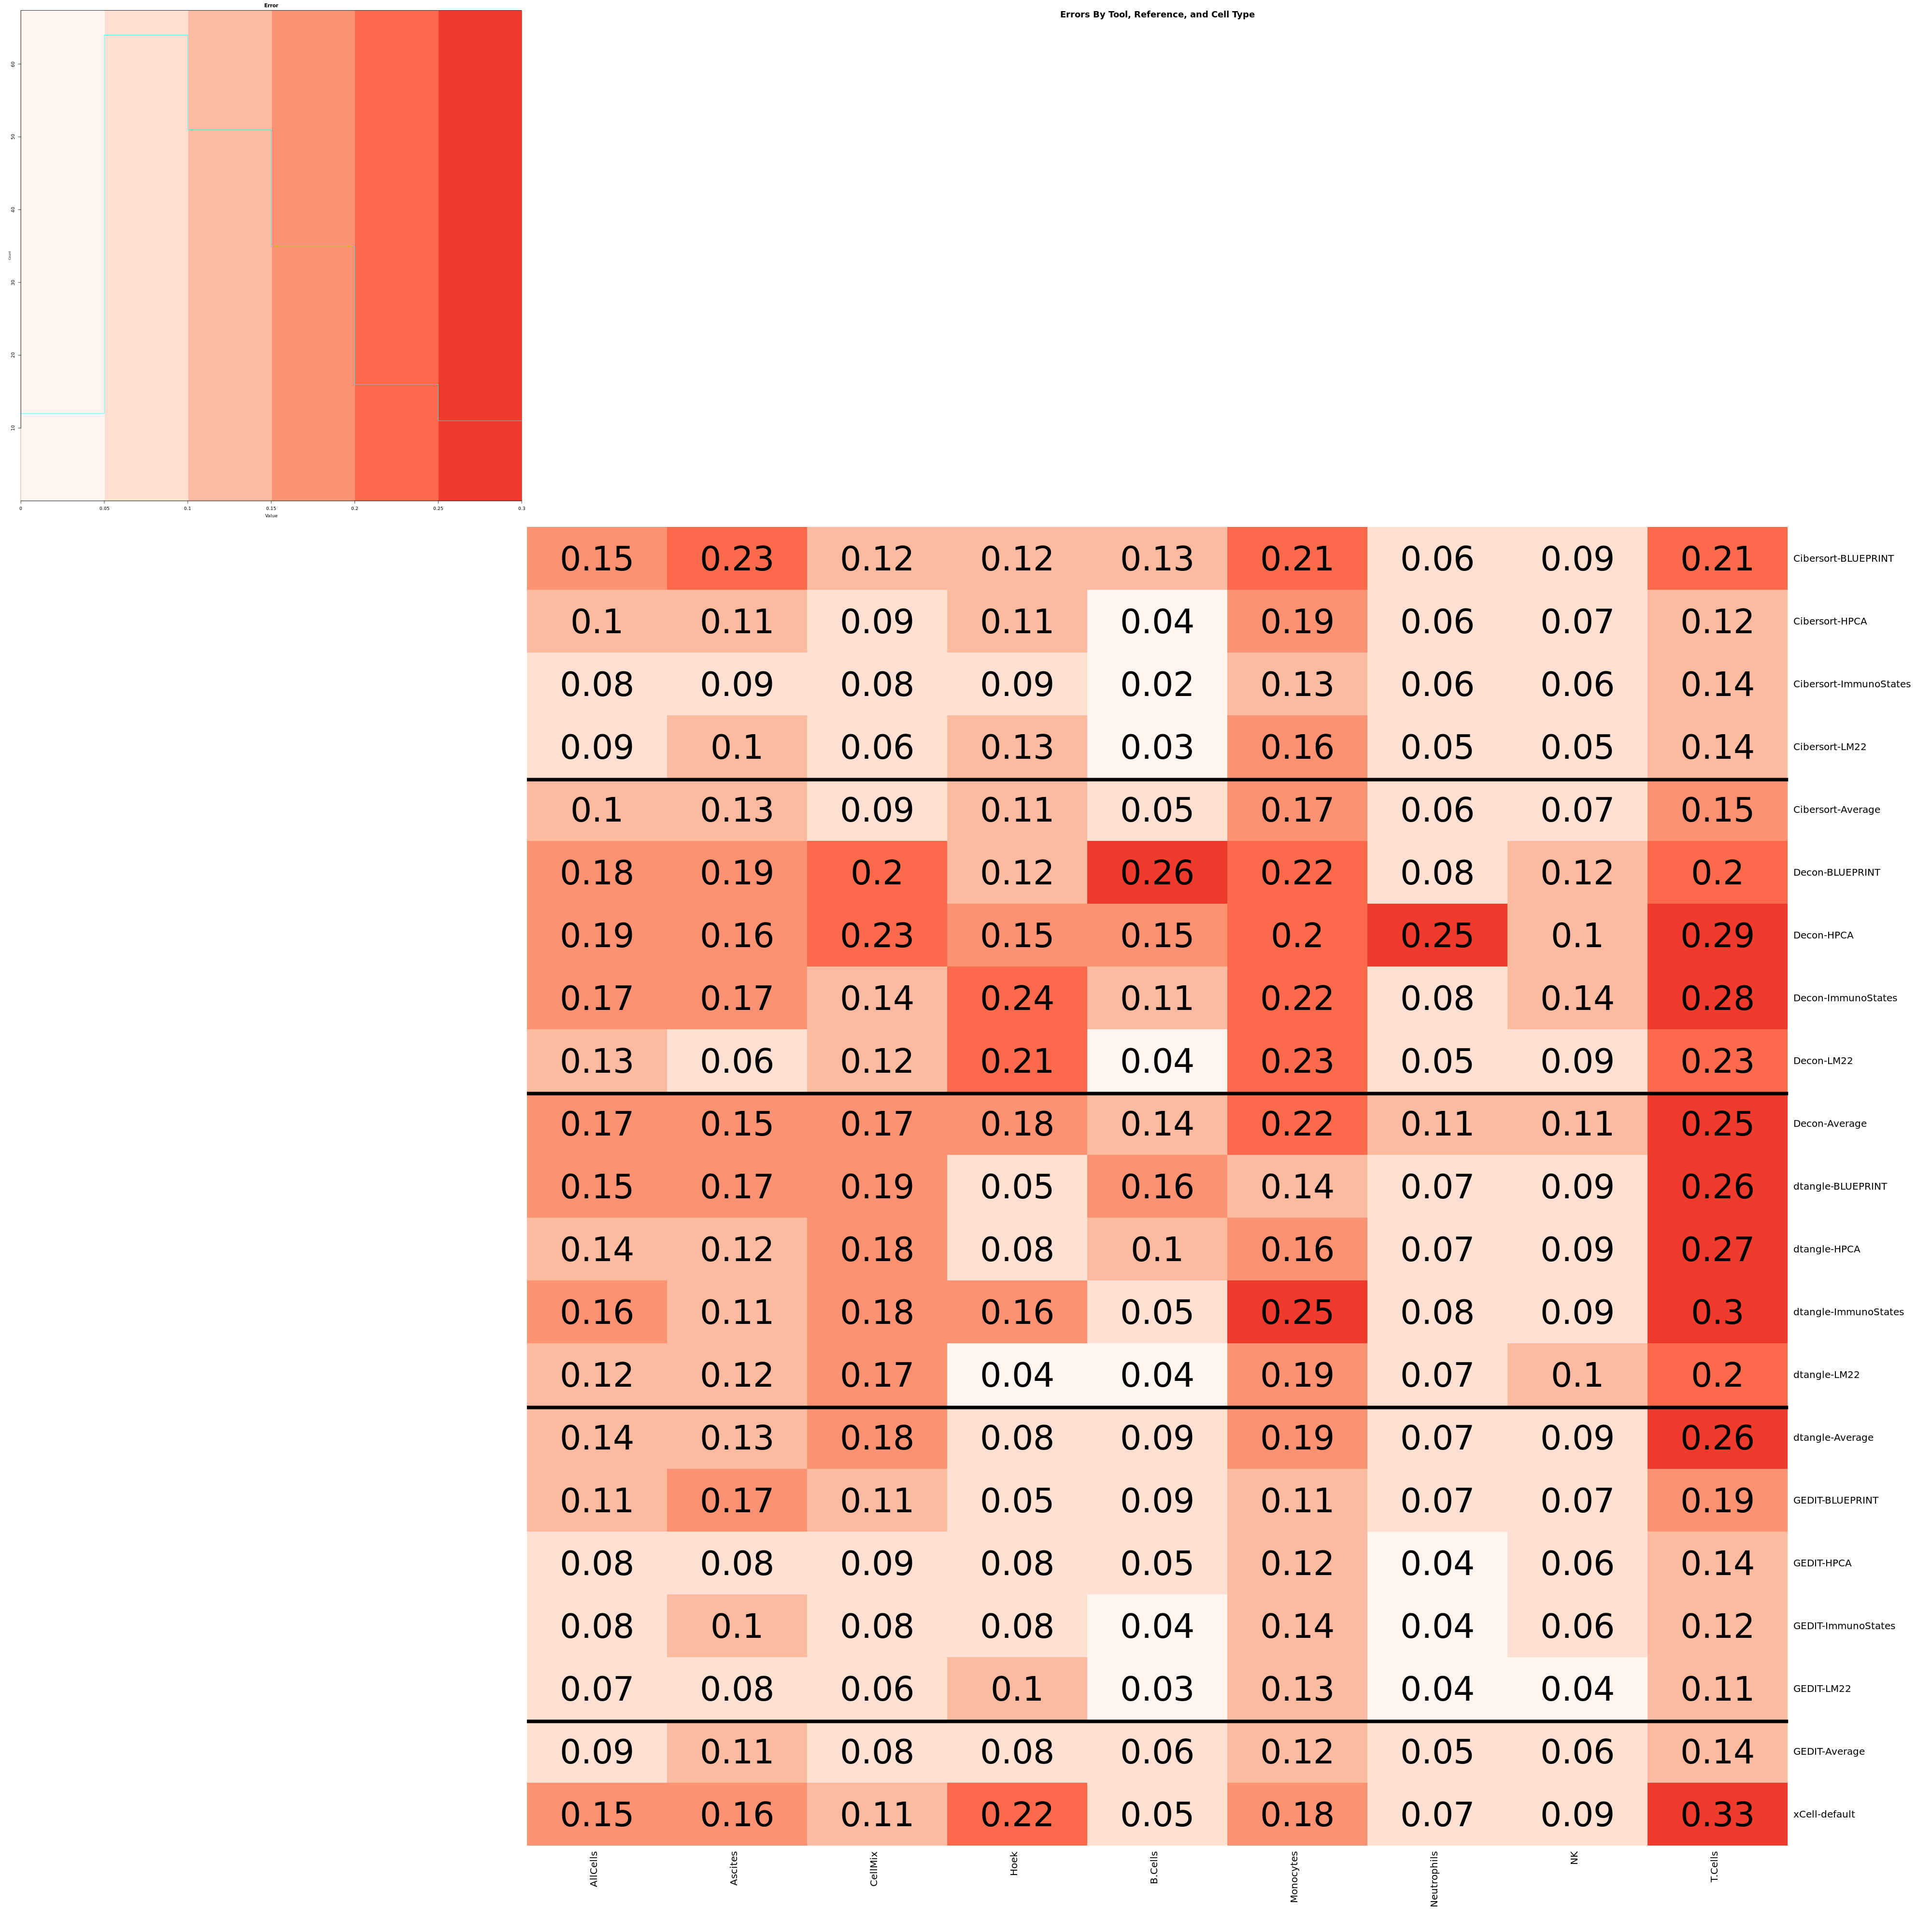 Error
Errors By Tool, Reference, and Cell Type
60
50
40
30
20
10
Count
0 0.05 0.1 0.15 0.2 0.25 0.3
Value
0.15 0.23 0.12 0.12 0.13 0.21 0.06 0.09 0.21 Cibersort-BLUEPRINT
0.1 0.11 0.09 0.11 0.04 0.19 0.06 0.07 0.12 Cibersort-HPCA
0.08 0.09 0.08 0.09 0.02 0.13 0.06 0.06 0.14 Cibersort-ImmunoStates
0.09 0.1 0.06 0.13 0.03 0.16 0.05 0.05 0.14 Cibersort-LM22
0.1 0.13 0.09 0.11 0.05 0.17 0.06 0.07 0.15 Cibersort-Average
0.18 0.19 0.2 0.12 0.26 0.22 0.08 0.12 0.2 Decon-BLUEPRINT
0.19 0.16 0.23 0.15 0.15 0.2 0.25 0.1 0.29 Decon-HPCA
0.17 0.17 0.14 0.24 0.11 0.22 0.08 0.14 0.28 Decon-ImmunoStates
0.13 0.06 0.12 0.21 0.04 0.23 0.05 0.09 0.23 Decon-LM22
0.17 0.15 0.17 0.18 0.14 0.22 0.11 0.11 0.25 Decon-Average
0.15 0.17 0.19 0.05 0.16 0.14 0.07 0.09 0.26 dtangle-BLUEPRINT
0.14 0.12 0.18 0.08 0.1 0.16 0.07 0.09 0.27 dtangle-HPCA
0.16 0.11 0.18 0.16 0.05 0.25 0.08 0.09 0.3 dtangle-ImmunoStates
0.12 0.12 0.17 0.04 0.04 0.19 0.07 0.1 0.2 dtangle-LM22
0.14 0.13 0.18 0.08 0.09 0.19 0.07 0.09 0.26 dtangle-Average
0.11 0.17 0.11 0.05 0.09 0.11 0.07 0.07 0.19 GEDIT-BLUEPRINT
0.08 0.08 0.09 0.08 0.05 0.12 0.04 0.06 0.14 GEDIT-HPCA
0.08 0.1 0.08 0.08 0.04 0.14 0.04 0.06 0.12 GEDIT-ImmunoStates
0.07 0.08 0.06 0.1 0.03 0.13 0.04 0.04 0.11 GEDIT-LM22
0.09 0.11 0.08 0.08 0.06 0.12 0.05 0.06 0.14 GEDIT-Average
0.15 0.16 0.11 0.22 0.05 0.18 0.07 0.09 0.33 xCell-default
AllCells Ascites CellMix Hoek B.Cells Monocytes Neutrophils NK T.Cells